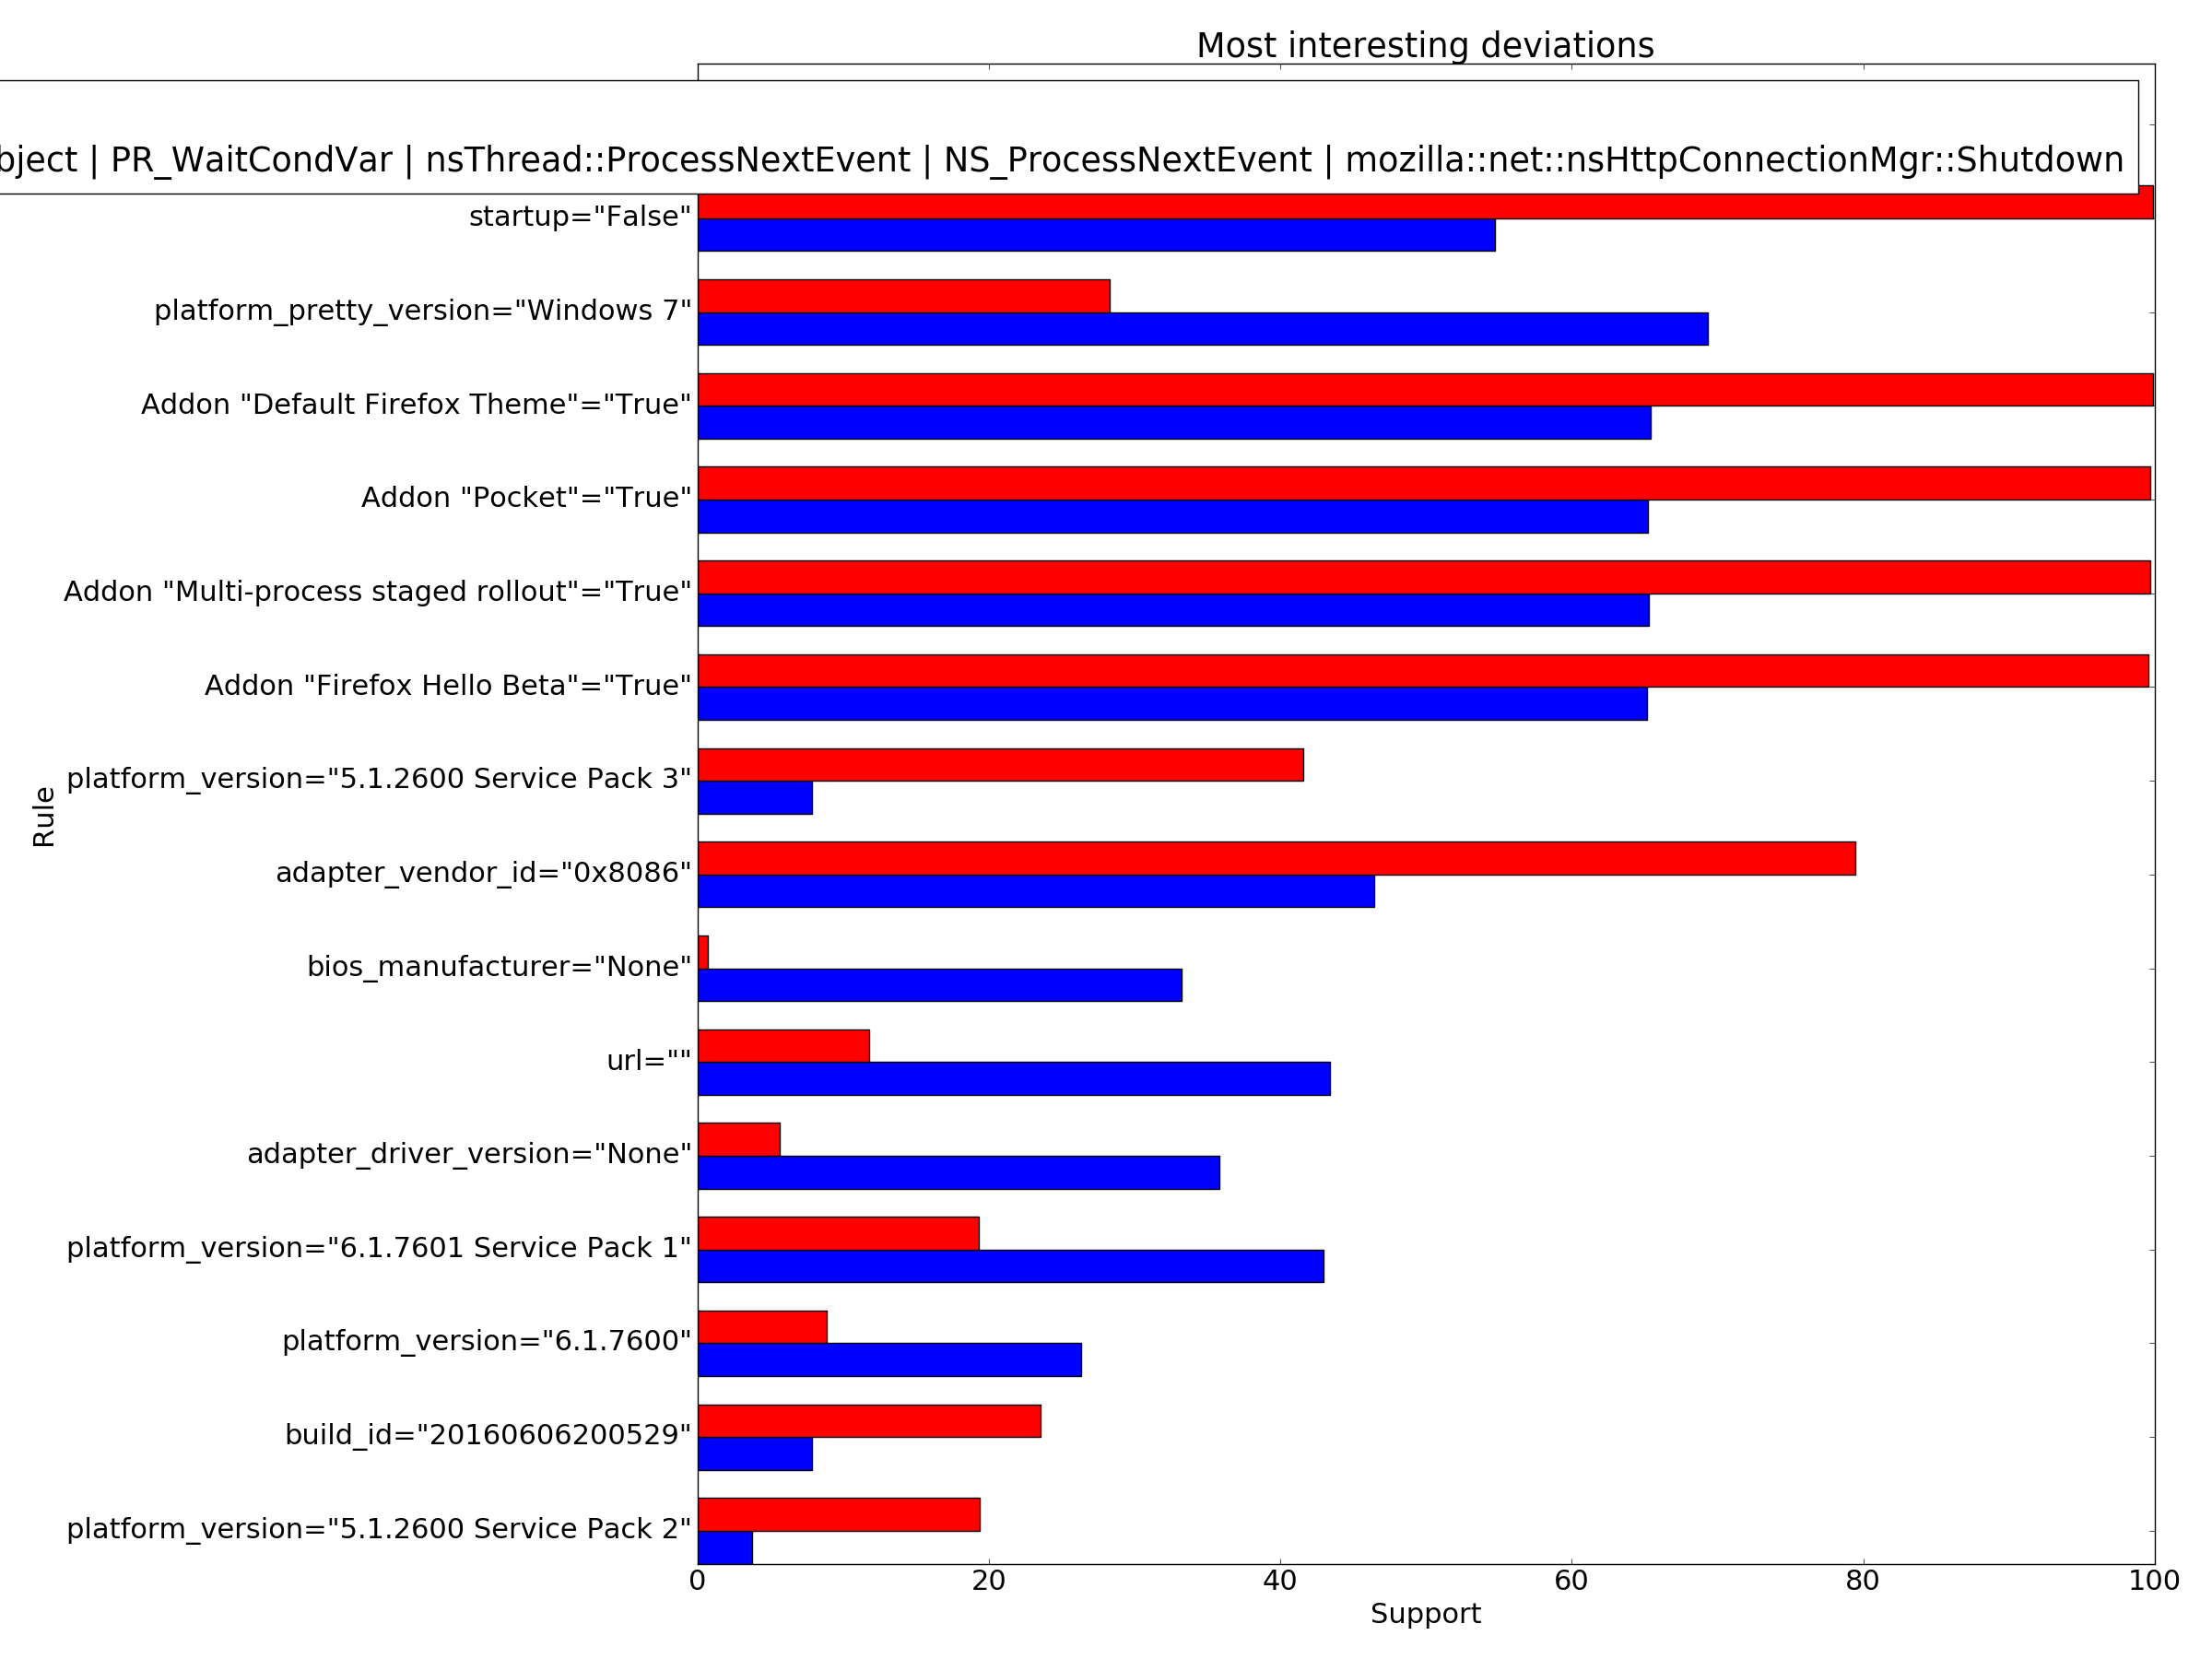 Most interesting deviations
| PR_WaitCondVar | nsThread::ProcessNextEvent | NS_ProcessNextEvent | mozilla::net::nsHttpConnectionMgr::Shutdown
startup="False"
platform_pretty_version="Windows 7"
Addon "Default Firefox Theme"="True"
Addon "Pocket"="True"
Addon "Multi-process staged rollout"="True"
Addon "Firefox Hello Beta"="True"
platform_version="5.1.2600 Service Pack 3"
Rule
adapter_vendor_id="0x8086"
bios_manufacturer="None"
url=""
adapter_driver_version="None"
platform_version="6.1.7601 Service Pack 1"
platform_version="6.1.7600"
build_id="20160606200529"
platform_version="5.1.2600 Service Pack 2"
0 20 40 60 80 100
Support